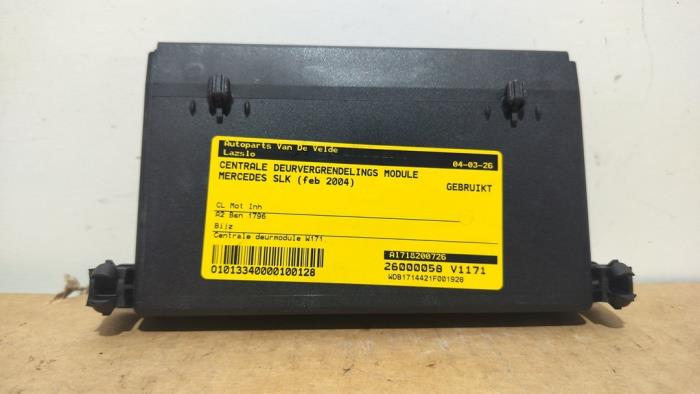 Autoparts Van De Velde
Lazslo
04-03-26
CENTRALE DEURVERGRENDELINGS MODULE
MERCEDES SLK (feb 2004)
GEBRUIKT
CL Mot Inh
A2 Ben 1796
Bijz
Centrale deurmodule W171.
A1718200726
26000058 V1171
WDB1714421F001928
01013340000100128